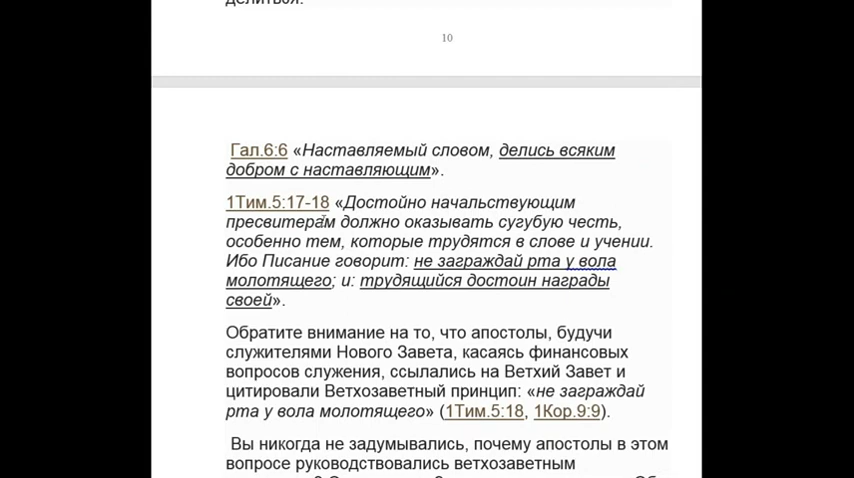 делиться.
10
Гал.6:6 «Наставляемый словом, делись всяким
добром с наставляющим».
1Тим.5:17-18 «Достойно начальствующим
пресвитерам должно оказывать сугубую честь,
особенно тем, которые трудятся в слове и учении.
Ибо Писание говорит: не заграждай рта у вола
молотящего; и: трудящийся достоин награды
своей».
Обратите внимание на то, что апостолы, будучи
служителями Нового Завета, касаясь финансовых
вопросов служения, ссылались на Ветхий Завет и
цитировали Ветхозаветный принцип: «не заграждай
рта у вола молотящего» (1Тим.5:18, 1Кор.9:9).
Вы никогда не задумывались, почему апостолы в этом
вопросе руководствовались ветхозаветным